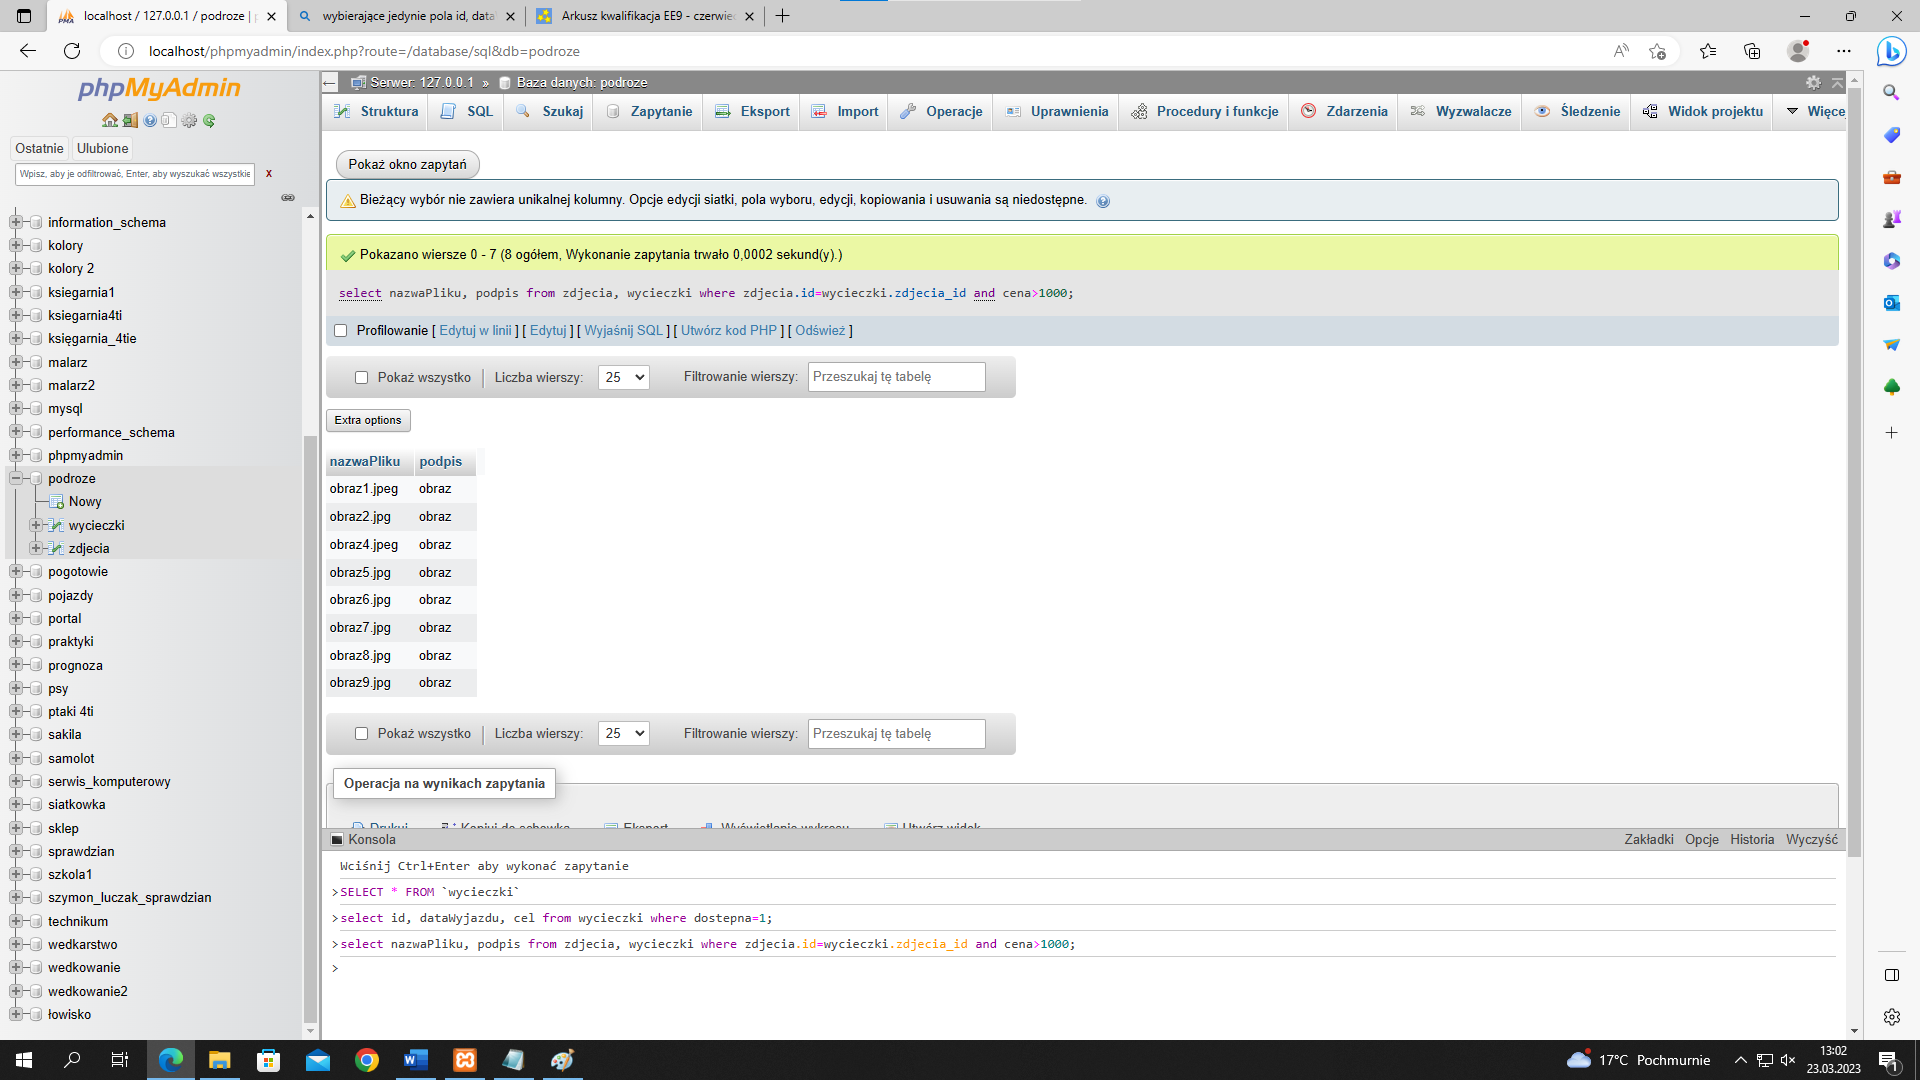 localhost / 127.0.0.1 / podroze | p
wybierające jedynie pola id, data
Arkusz kwalifikacja EE9 - czerwiec
localhost/phpmyadmin/index.php?route=/database/sql&db=podroze
phpMyAdmin
Ostatnie
Ulubione
Wpisz, aby je odfiltrować, Enter, aby wyszukać wszystkie
x
information_schema
kolory
kolory 2
ksiegarnia1
ksiegarnia4ti
księgarnia_4tie
malarz
malarz2
mysql
performance_schema
phpmyadmin
podroze
Nowy
wycieczki
zdjecia
pogotowie
pojazdy
portal
praktyki
prognoza
psy
ptaki 4ti
sakila
samolot
serwis_komputerowy
siatkowka
sklep
sprawdzian
szkola1
szymon_luczak_sprawdzian
technikum
wedkarstwo
wedkowanie
wedkowanie2
łowisko
Serwer: 127.0.0.1 » Baza danych: podroze
Struktura SQL Szukaj Zapytanie Eksport Import Operacje Uprawnienia Procedury i funkcje Zdarzenia Wyzwalacze Śledzenie Widok projektu Więcej
Pokaż okno zapytań
Bieżący wybór nie zawiera unikalnej kolumny. Opcje edycji siatki, pola wyboru, edycji, kopiowania i usuwania są niedostępne.
Pokazano wiersze 0 - 7 (8 ogółem, Wykonanie zapytania trwało 0,0002 sekund(y).)
select nazwaPliku, podpis from zdjecia, wycieczki where zdjecia.id=wycieczki.zdjecia_id and cena>1000;
Profilowanie [ Edytuj w linii ] [ Edytuj ] [ Wyjaśnij SQL ] [ Utwórz kod PHP ] [ Odśwież ]
Pokaż wszystko | Liczba wierszy: 25 Filtrowanie wierszy: Przeszukaj tę tabelę
Extra options
nazwaPliku podpis
obraz1.jpeg obraz
obraz2.jpg obraz
obraz4.jpeg obraz
obraz5.jpg obraz
obraz6.jpg obraz
obraz7.jpg obraz
obraz8.jpg obraz
obraz9.jpg obraz
Pokaż wszystko | Liczba wierszy: 25 Filtrowanie wierszy: Przeszukaj tę tabelę
Operacja na wynikach zapytania
Drukuj Kopiuj do schowka Eksport Wyświetlanie wykresu Utwórz widok
Konsola
Zakładki Opcje Historia Wyczyść
Wciśnij Ctrl+Enter aby wykonać zapytanie
>SELECT * FROM `wycieczki`
>select id, dataWyjazdu, cel from wycieczki where dostepna=1;
>select nazwaPliku, podpis from zdjecia, wycieczki where zdjecia.id=wycieczki.zdjecia_id and cena>1000;
>
17°C Pochmurnie
13:02
23.03.2023
1